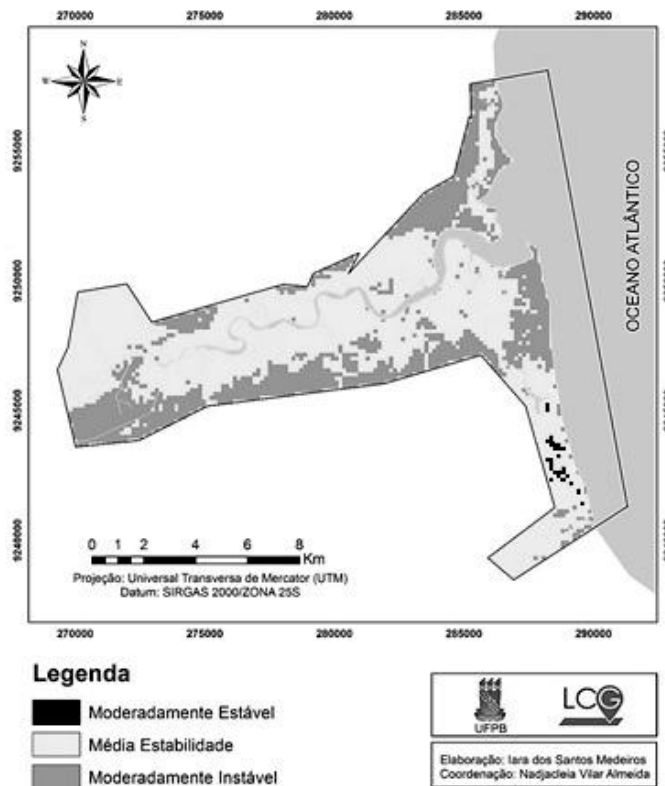 270000 275000 280000 285000 290000
N
W E
S
9255000
9250000
9245000
9240000
OCEANO ATLÂNTICO
0 1 2 4 6 8
Km
Projeção: Universal Transversa de Mercator (UTM)
Datum: SIRGAS 2000/ZONA 25S
270000 275000 280000 285000 290000
Legenda
Moderadamente Estável
Média Estabilidade
Moderadamente Instável
UFPB
LCG
Elaboração: Iara dos Santos Medeiros
Coordenação: Nadjacleia Vilar Almeida